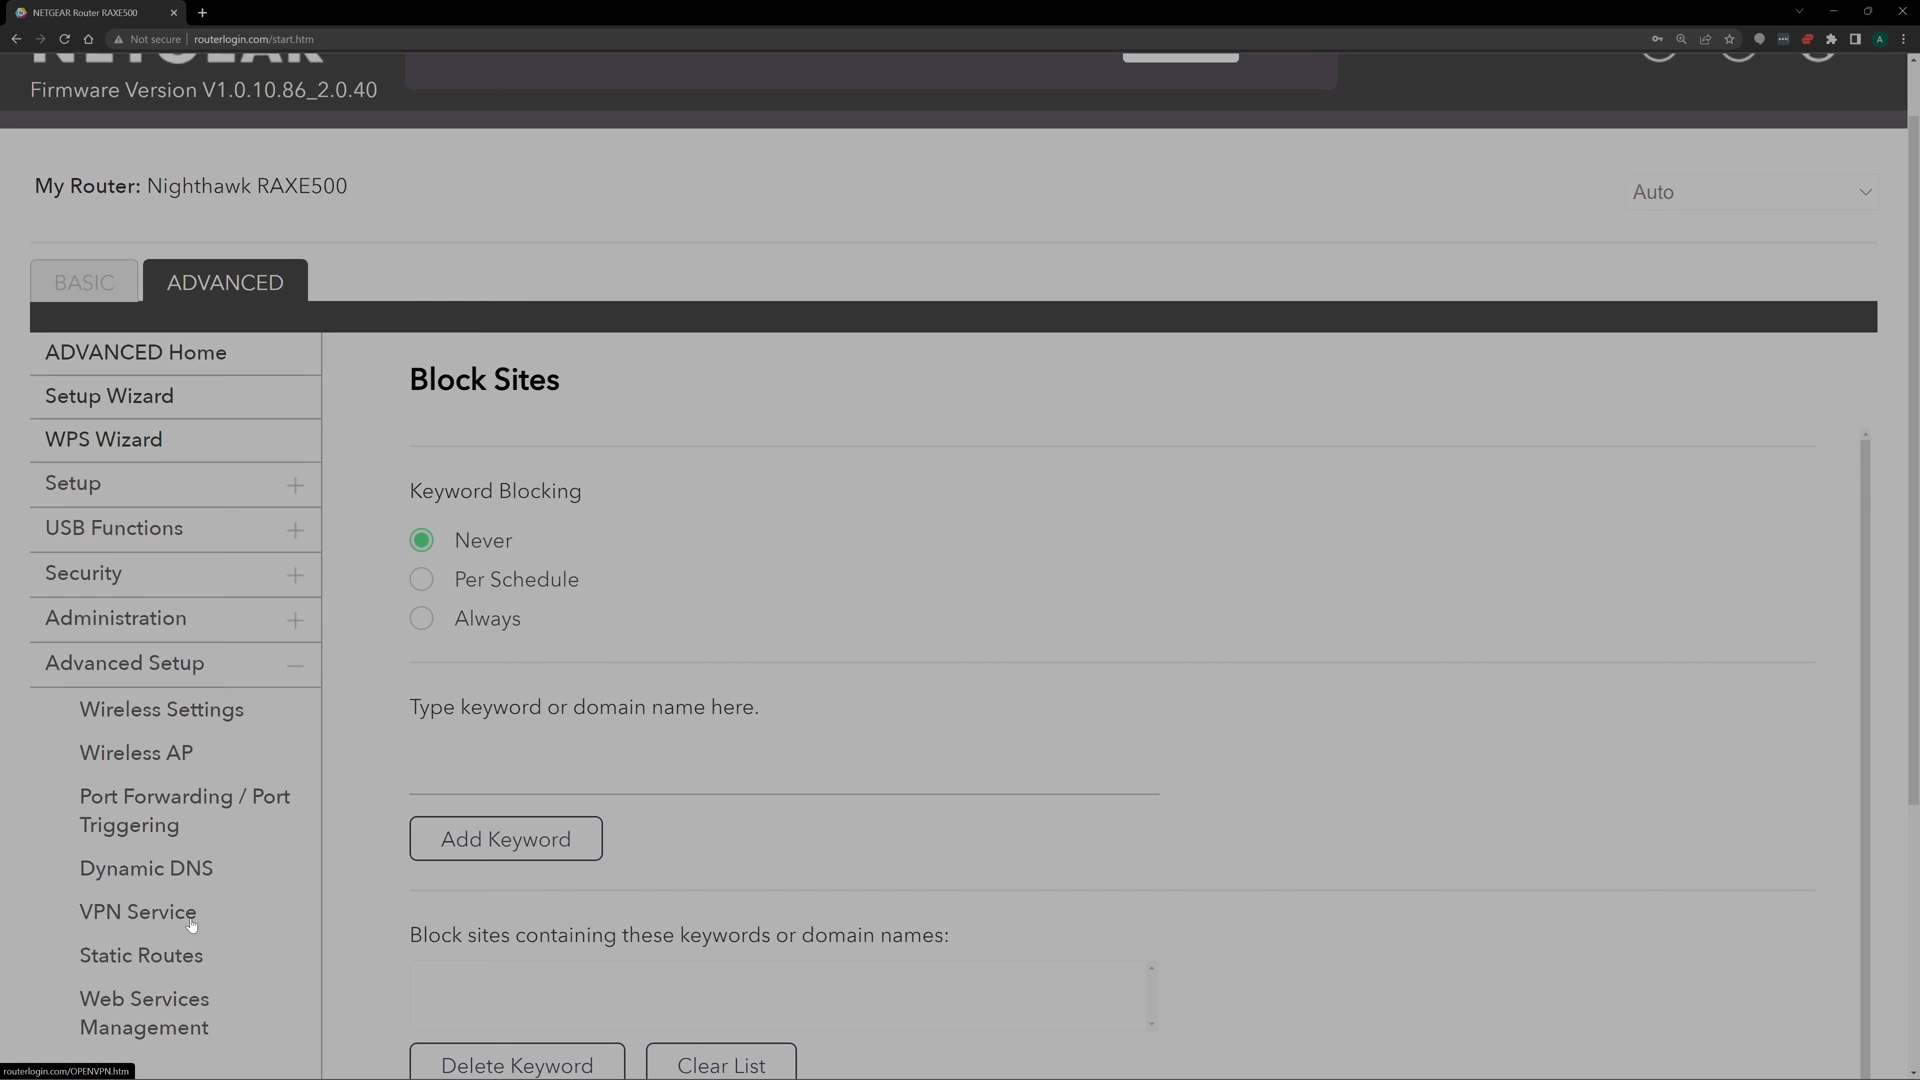 NETGEAR Router RAXE500
Not secure routerlogin.com/start.htm
A
NETGEAR
Firmware Version V1.0.10.86_2.0.40
My Router: Nighthawk RAXE500
Auto
BASIC
ADVANCED
ADVANCED Home
Setup Wizard
WPS Wizard
Setup
USB Functions
Security
Administration
Advanced Setup
Wireless Settings
Wireless AP
Port Forwarding / Port
Triggering
Dynamic DNS
VPN Service
Static Routes
Web Services
Management
Block Sites
Keyword Blocking
Never
Per Schedule
Always
Type keyword or domain name here.
Add Keyword
Block sites containing these keywords or domain names:
Delete Keyword
Clear List
routerlogin.com/OPENVPN.htm